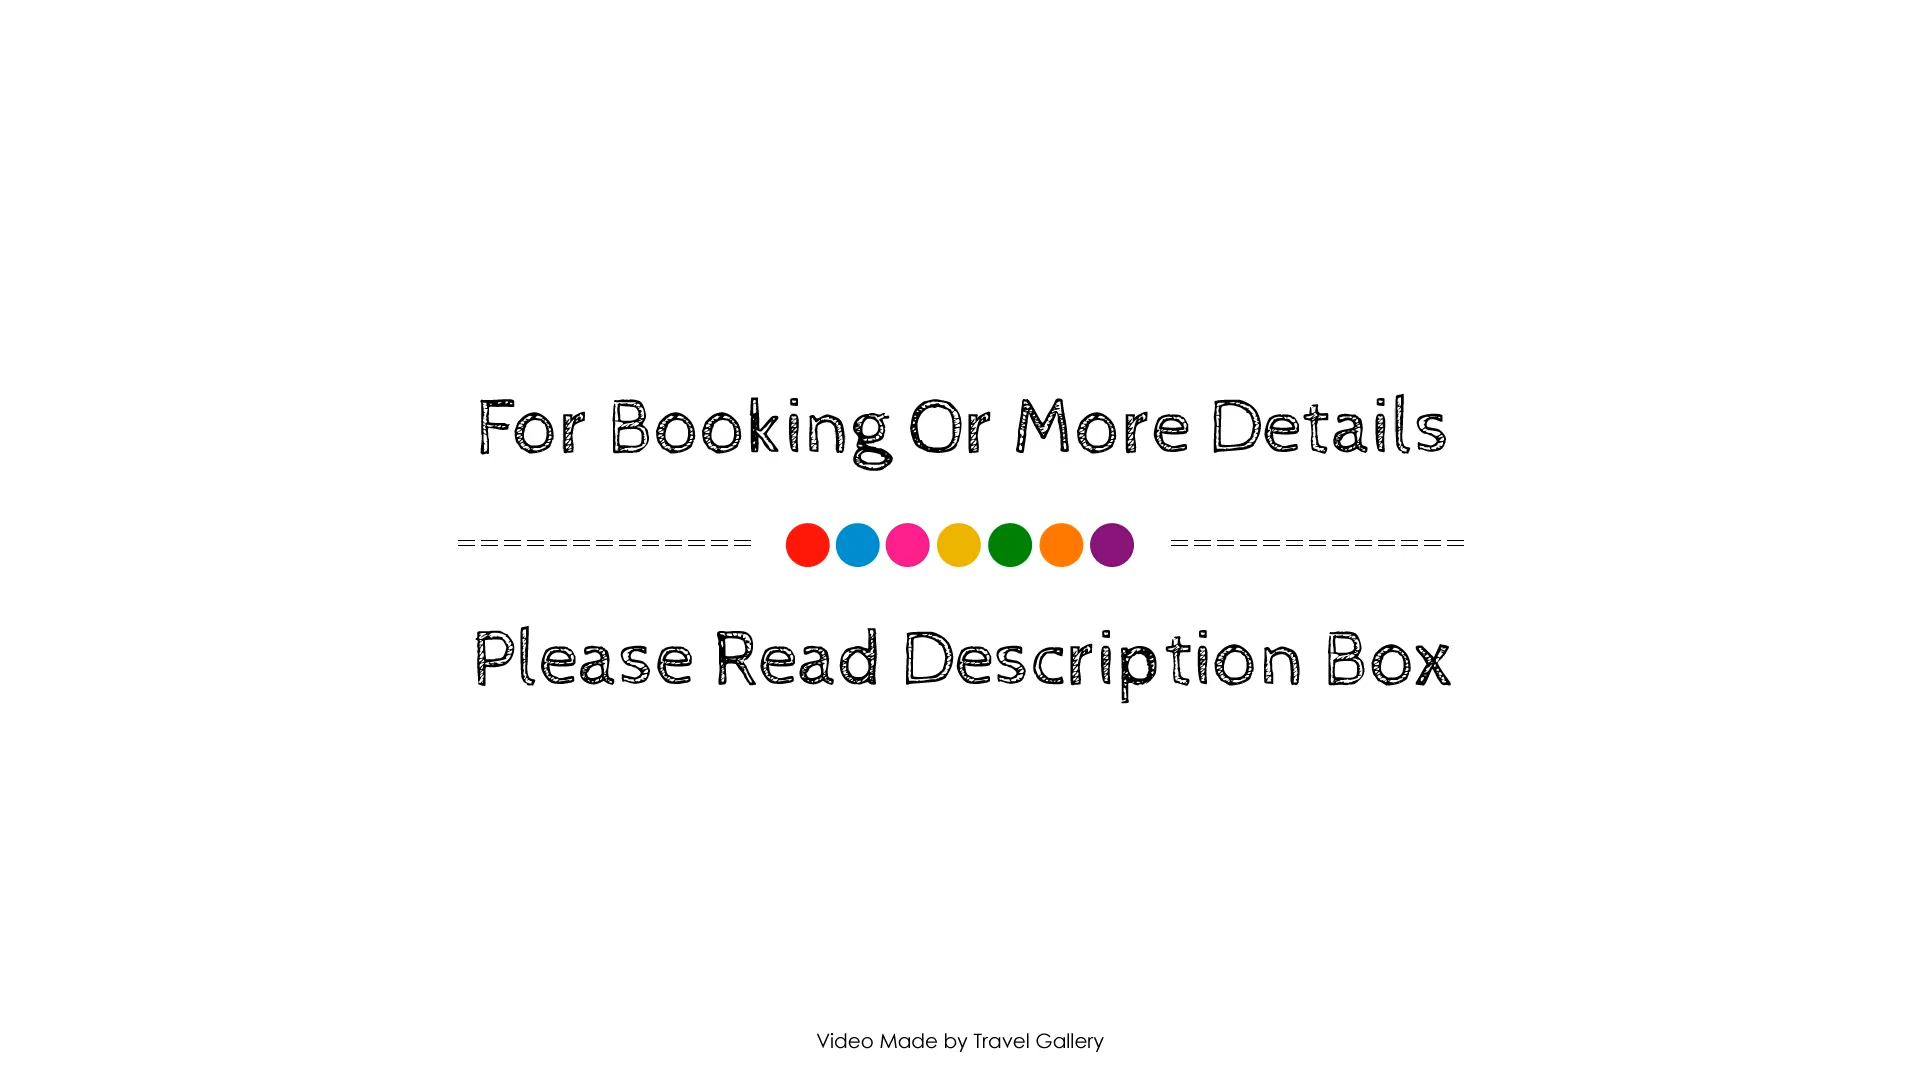 For Booking Or More Details
============= =============
Please Read Description Box
Video Made by Travel Gallery